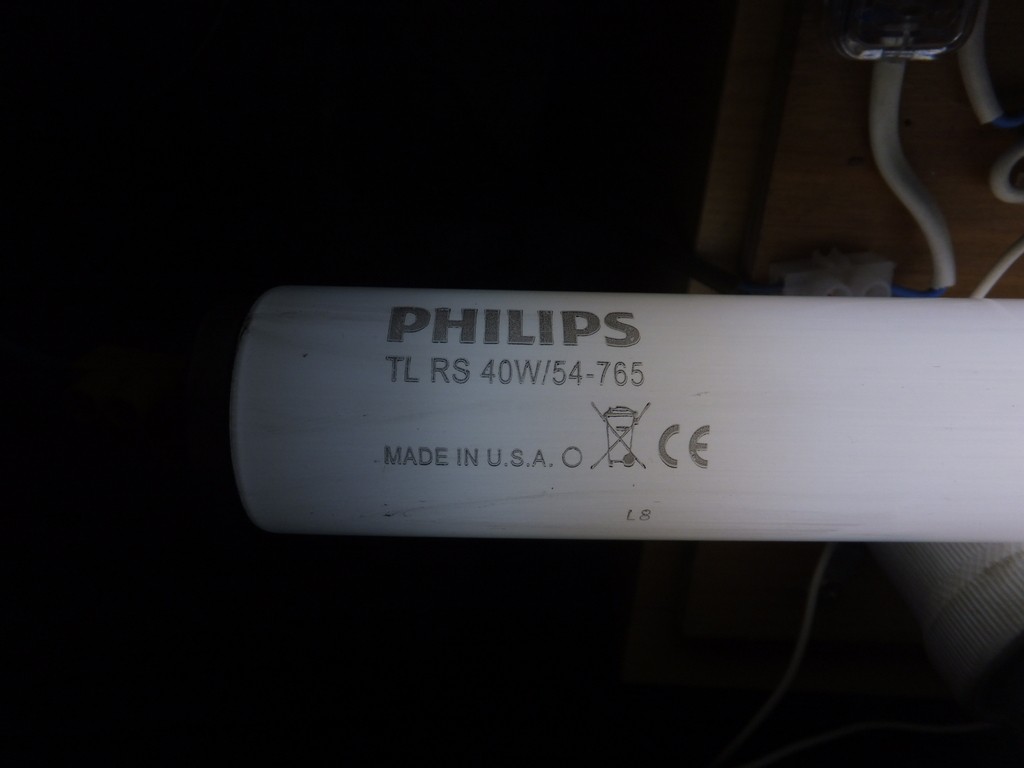 PHILIPS
TL RS 40W/54-765
MADE IN U.S.A. CE
L8